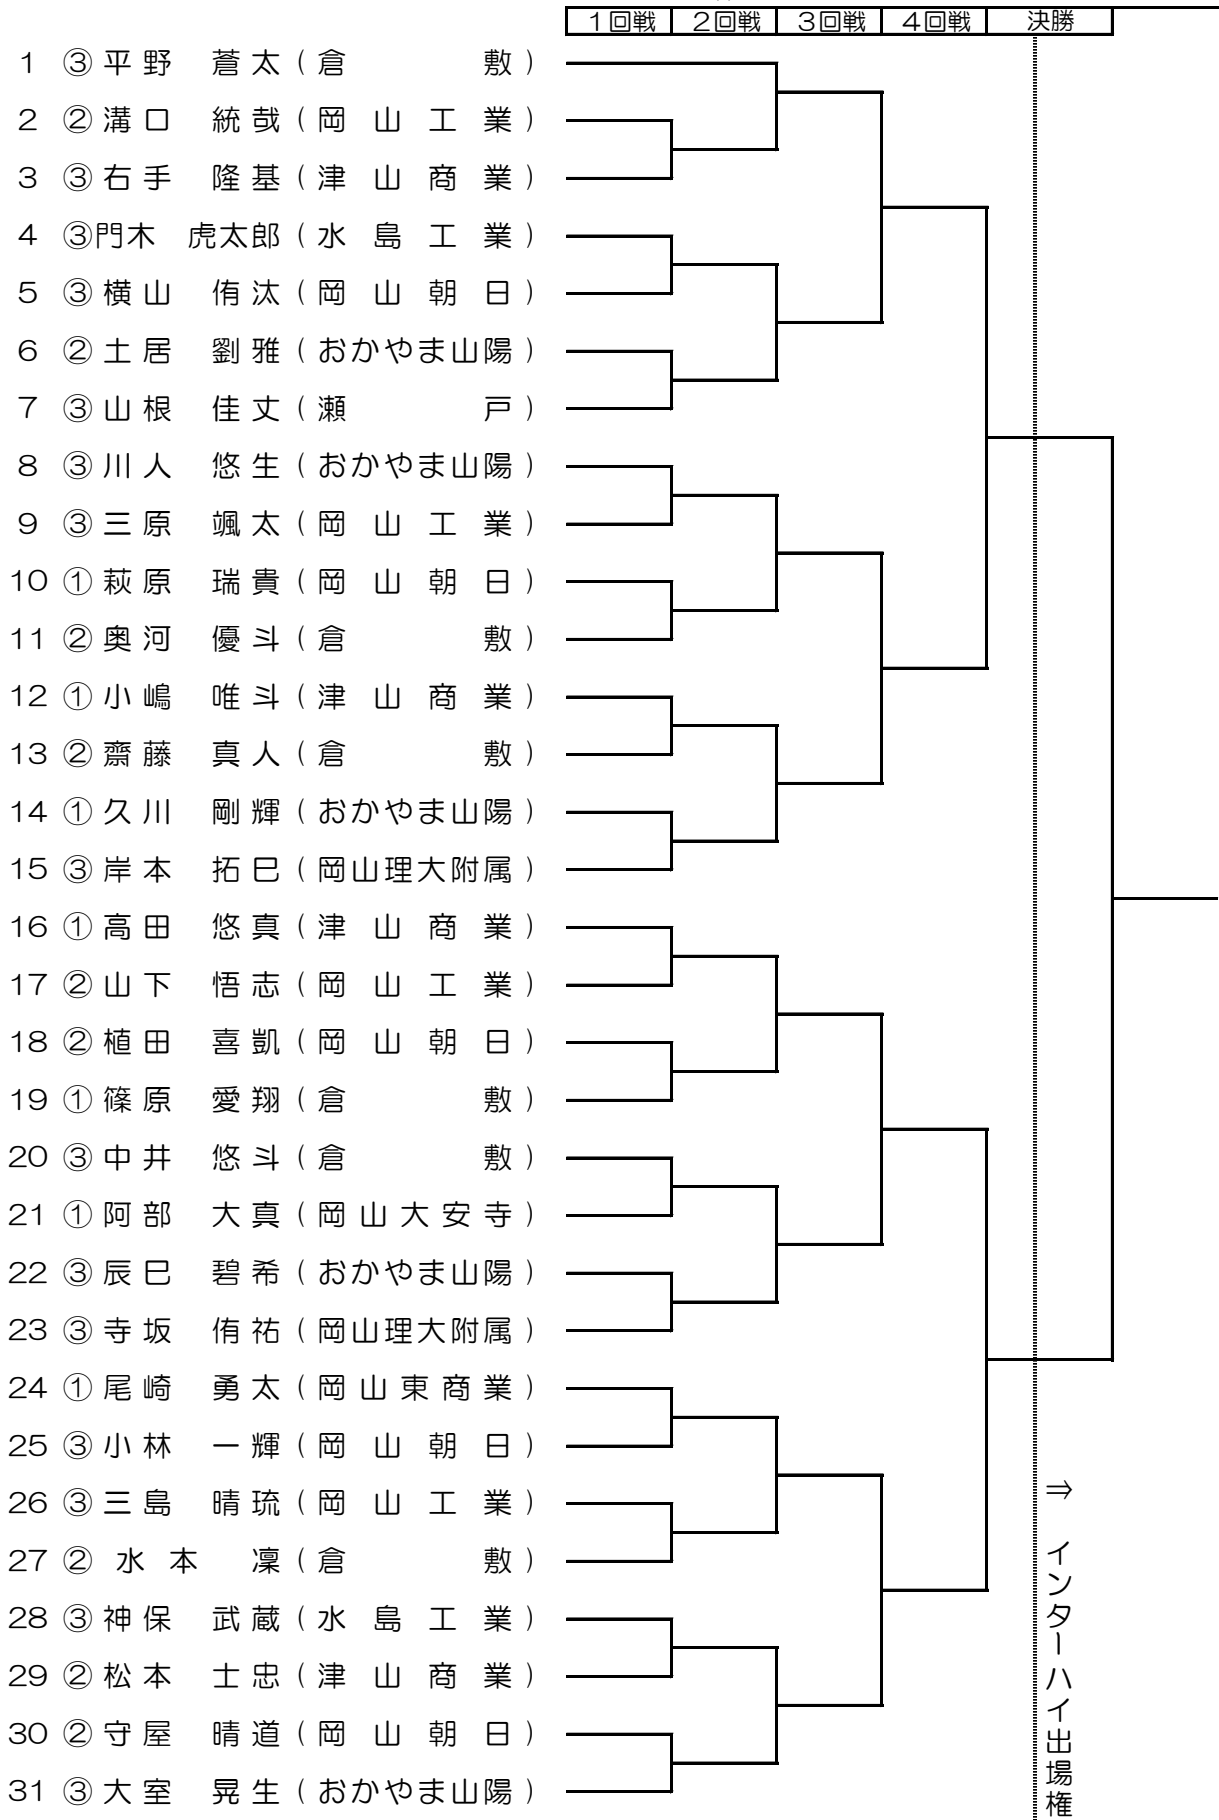 1回戦 2回戦 3回戦 4回戦 決勝
1 ③平野 蒼太(倉敷)
2 ②溝口 統哉(岡山工業)
3 ③右手 隆基(津山商業)
4 ③門木 虎太郎(水島工業)
5 ③横山 侑汰(岡山朝日)
6 ②土居 劉雅(おかやま山陽)
7 ③山根 佳丈(瀬戸)
8 ③川人 悠生(おかやま山陽)
9 ③三原 颯太(岡山工業)
10 ①萩原 瑞貴(岡山朝日)
11 ②奥河 優斗(倉敷)
12 ①小嶋 唯斗(津山商業)
13 ②齋藤 真人(倉敷)
14 ①久川 剛輝(おかやま山陽)
15 ③岸本 拓巳(岡山理大附属)
16 ①高田 悠真(津山商業)
17 ②山下 悟志(岡山工業)
18 ②植田 喜凱(岡山朝日)
19 ①篠原 愛翔(倉敷)
20 ③中井 悠斗(倉敷)
21 ①阿部 大真(岡山大安寺)
22 ③辰巳 碧希(おかやま山陽)
23 ③寺坂 侑祐(岡山理大附属)
24 ①尾崎 勇太(岡山東商業)
25 ③小林 一輝(岡山朝日)
26 ③三島 晴琉(岡山工業)
27 ②水本 凜(倉敷)
28 ③神保 武蔵(水島工業)
29 ②松本 士忠(津山商業)
30 ②守屋 晴道(岡山朝日)
31 ③大室 晃生(おかやま山陽)
⇒ インターハイ出場権